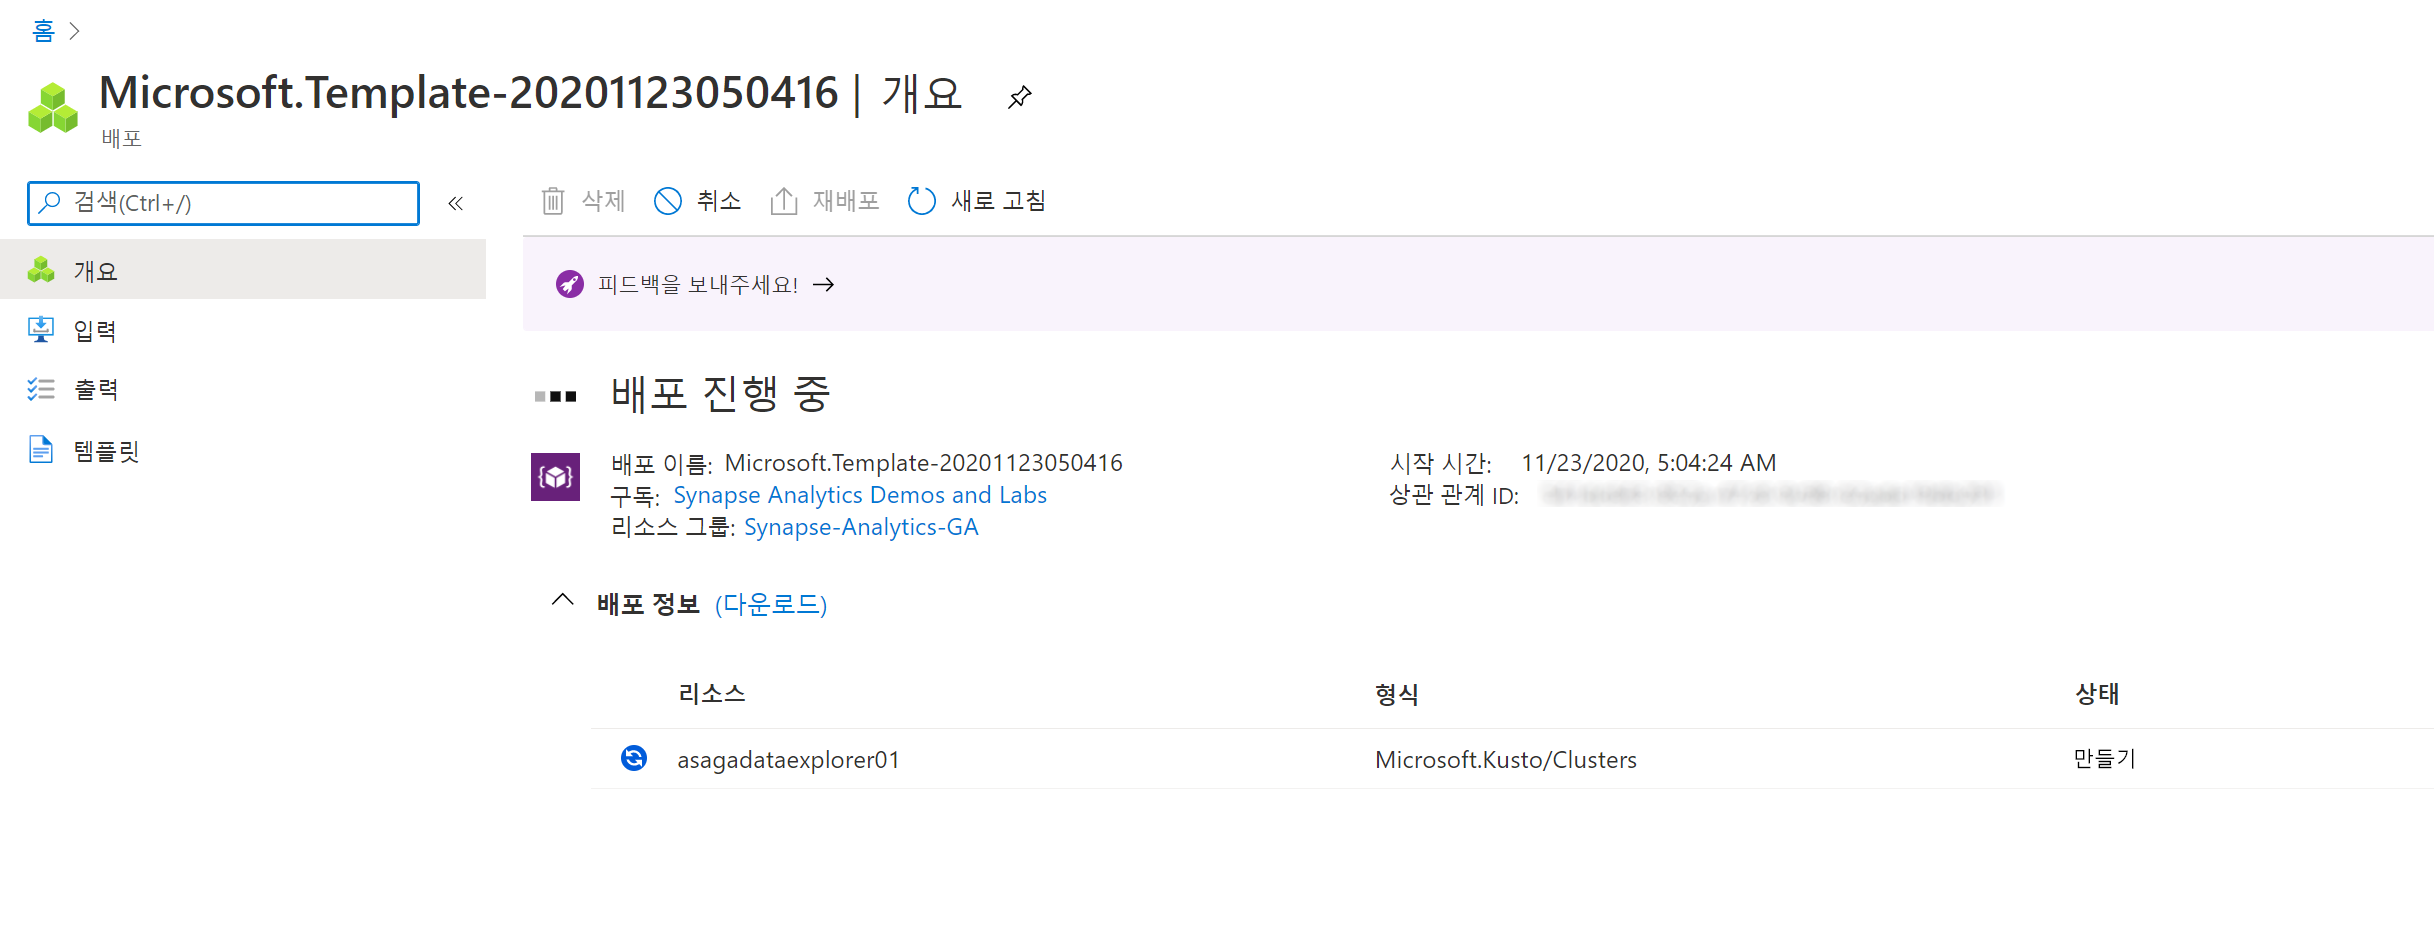 홈
Microsoft.Template-20201123050416 | 개요
배포
검색(Ctrl+/)
«
삭제 취소 재배포 새로 고침
개요
입력
출력
템플릿
피드백을 보내주세요! →
배포 진행 중
배포 이름: Microsoft.Template-20201123050416
구독: Synapse Analytics Demos and Labs
리소스 그룹: Synapse-Analytics-GA
시작 시간: 11/23/2020, 5:04:24 AM
상관 관계 ID:
배포 정보 (다운로드)
리소스 형식 상태
asagadataexplorer01 Microsoft.Kusto/Clusters 만들기